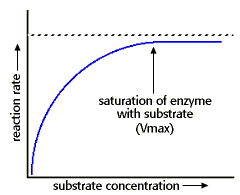 reaction rate
saturation of enzyme
with substrate
(Vmax)
substrate concentration